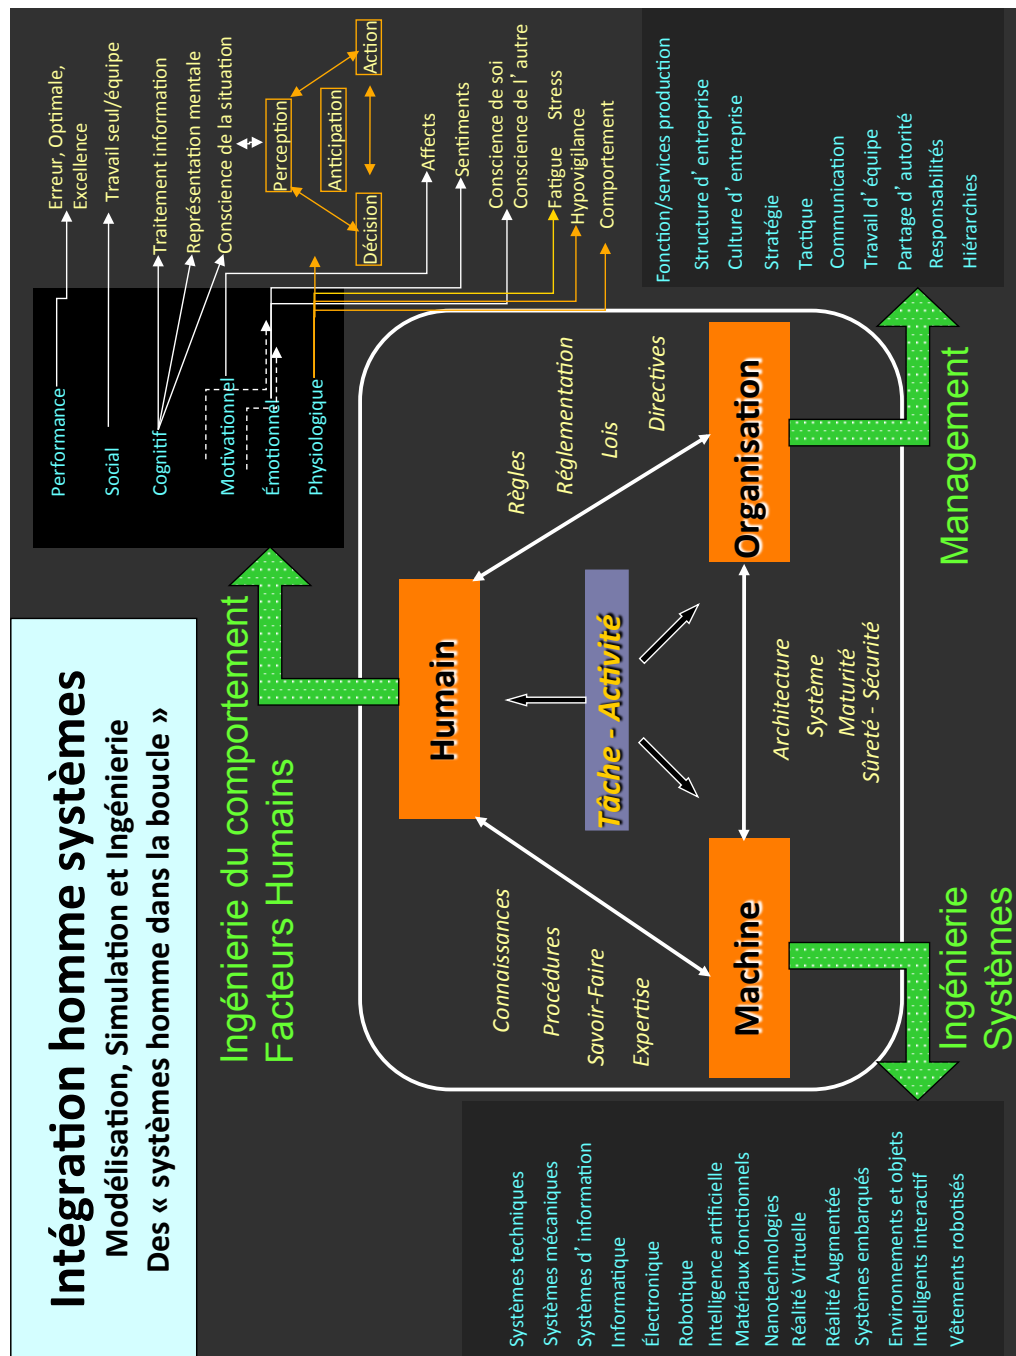 Intégration homme systèmes
Modélisation, Simulation et Ingénierie
Des « systèmes homme dans la boucle »
Ingénierie du comportement
Facteurs Humains
Performance
Social
Cognitif
Motivationnel
Émotionnel
Physiologique
Erreur, Optimale,
Excellence
Travail seul/équipe
Traitement information
Représentation mentale
Conscience de la situation
Perception
Anticipation
Décision
Action
Affects
Sentiments
Conscience de soi
Conscience de l’ autre
Fatigue Stress
Hypovigilance
Comportement
Humain
Tâche - Activité
Machine
Organisation
Connaissances
Procédures
Savoir-Faire
Expertise
Règles
Réglementation
Lois
Directives
Architecture
Système
Maturité
Sûreté - Sécurité
Ingénierie
Systèmes
Management
Systèmes techniques
Systèmes mécaniques
Systèmes d’ information
Informatique
Électronique
Robotique
Intelligence artificielle
Matériaux fonctionnels
Nanotechnologies
Réalité Virtuelle
Réalité Augmentée
Systèmes embarqués
Environnements et objets
Intelligents interactif
Vêtements robotisés
Fonction/services production
Structure d’ entreprise
Culture d’ entreprise
Stratégie
Tactique
Communication
Travail d’ équipe
Partage d’ autorité
Responsabilités
Hiérarchies